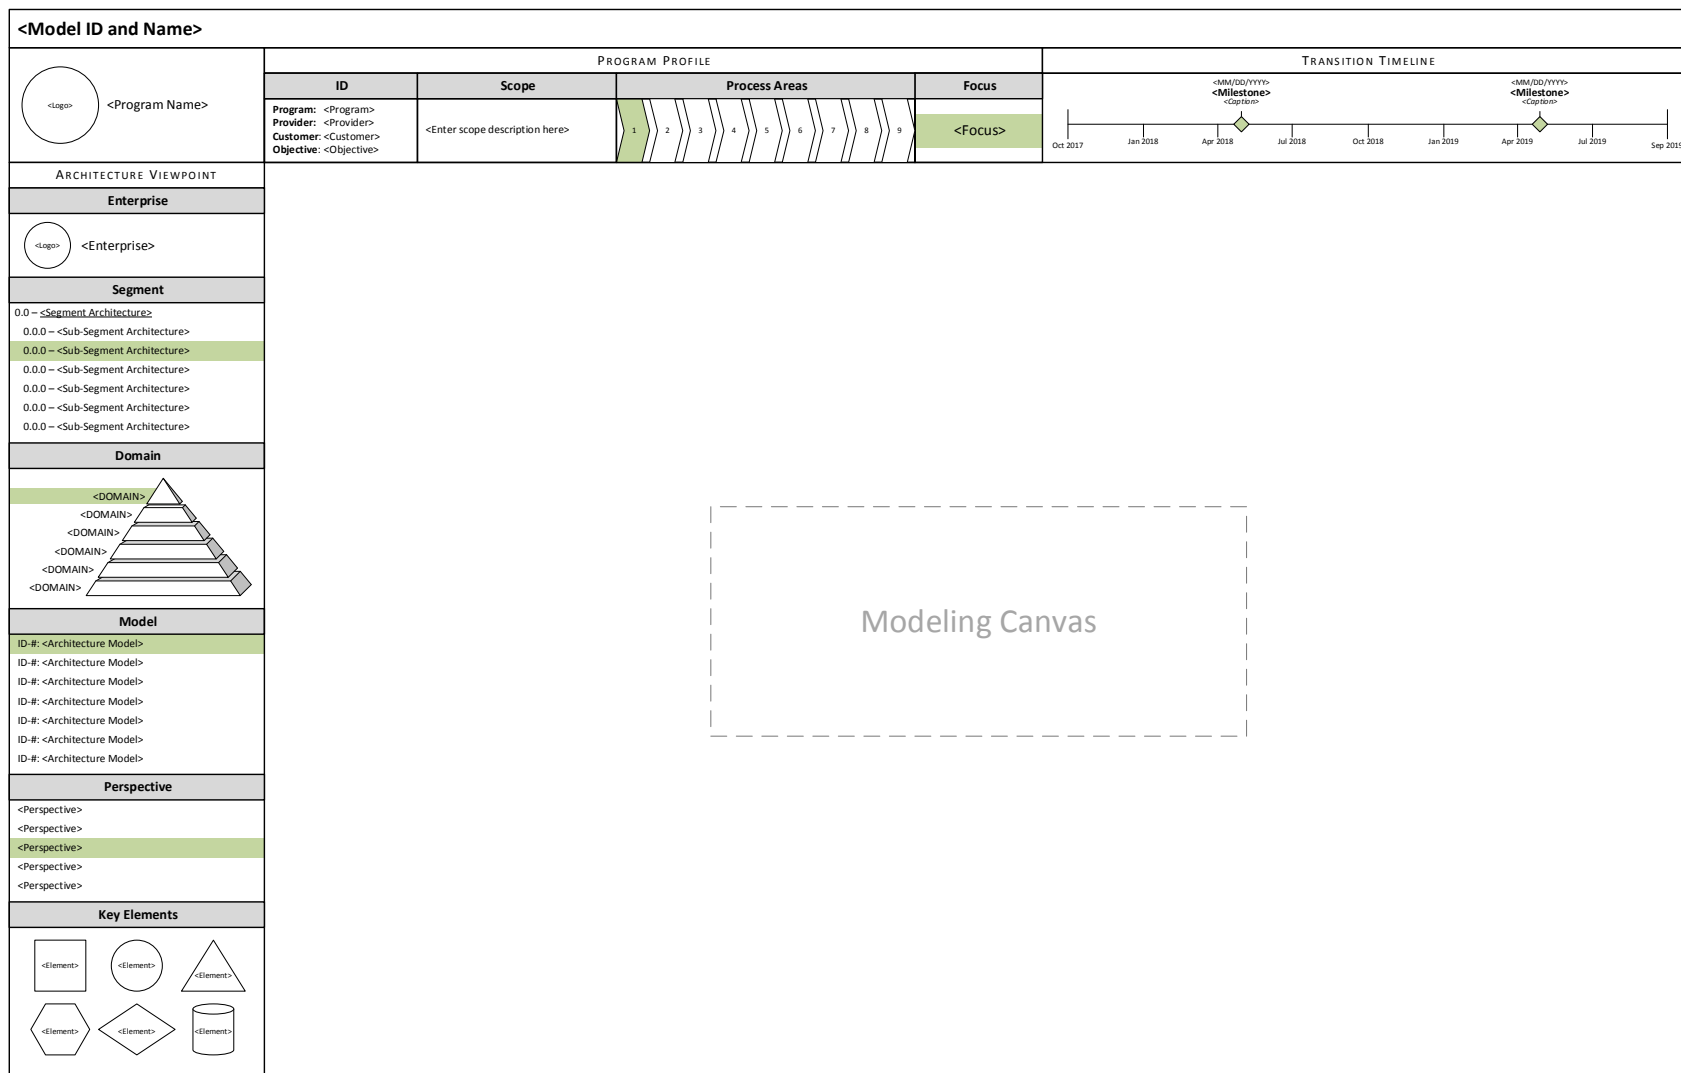 <Model ID and Name>
<Logo>
<Program Name>
PROGRAM PROFILE
ID
Scope
Process Areas
Focus
Program: <Program>
Provider: <Provider>
Customer: <Customer>
Objective: <Objective>
<Enter scope description here>
1 2 3 4 5 6 7 8 9
<Focus>
TRANSITION TIMELINE
<MM/DD/YYYY>
<Milestone>
<Caption>
<MM/DD/YYYY>
<Milestone>
<Caption>
Oct 2017 Jan 2018 Apr 2018 Jul 2018 Oct 2018 Jan 2019 Apr 2019 Jul 2019 Sep 2019
ARCHITECTURE VIEWPOINT
Enterprise
<Logo>
<Enterprise>
Segment
0.0 – <Segment Architecture>
0.0.0 – <Sub-Segment Architecture>
0.0.0 – <Sub-Segment Architecture>
0.0.0 – <Sub-Segment Architecture>
0.0.0 – <Sub-Segment Architecture>
0.0.0 – <Sub-Segment Architecture>
0.0.0 – <Sub-Segment Architecture>
Domain
<DOMAIN>
<DOMAIN>
<DOMAIN>
<DOMAIN>
<DOMAIN>
<DOMAIN>
Model
ID-#: <Architecture Model>
ID-#: <Architecture Model>
ID-#: <Architecture Model>
ID-#: <Architecture Model>
ID-#: <Architecture Model>
ID-#: <Architecture Model>
ID-#: <Architecture Model>
Perspective
<Perspective>
<Perspective>
<Perspective>
<Perspective>
<Perspective>
Key Elements
<Element> <Element> <Element>
<Element> <Element> <Element>
Modeling Canvas